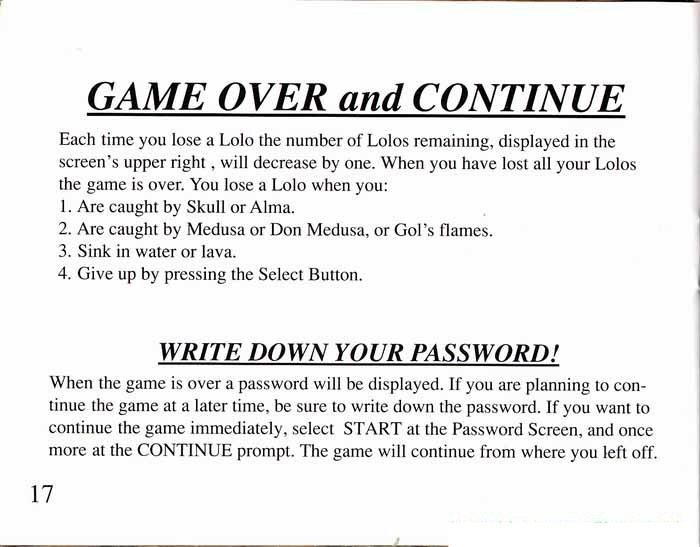 GAME OVER and CONTINUE
Each time you lose a Lolo the number of Lolos remaining, displayed in the
screen's upper right , will decrease by one. When you have lost all your Lolos
the game is over. You lose a Lolo when you:
1. Are caught by Skull or Alma.
2. Are caught by Medusa or Don Medusa, or Gol's flames.
3. Sink in water or lava.
4. Give up by pressing the Select Button.
WRITE DOWN YOUR PASSWORD!
When the game is over a password will be displayed. If you are planning to con-
tinue the game at a later time, be sure to write down the password. If you want to
continue the game immediately, select START at the Password Screen, and once
more at the CONTINUE prompt. The game will continue from where you left off.
17